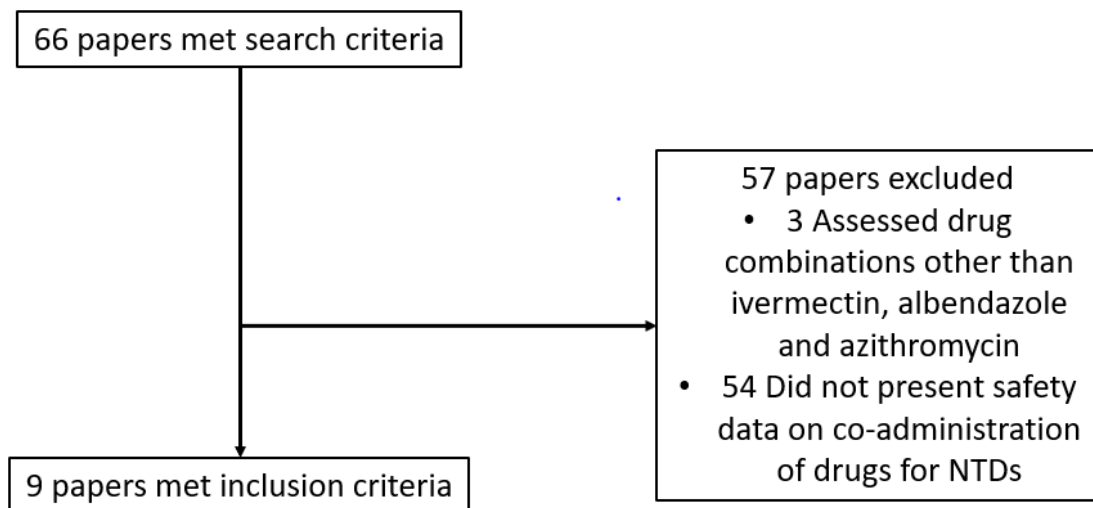 66 papers met search criteria
57 papers excluded
• 3 Assessed drug
combinations other than
ivermectin, albendazole
and azithromycin
• 54 Did not present safety
data on co-administration
of drugs for NTDs
9 papers met inclusion criteria